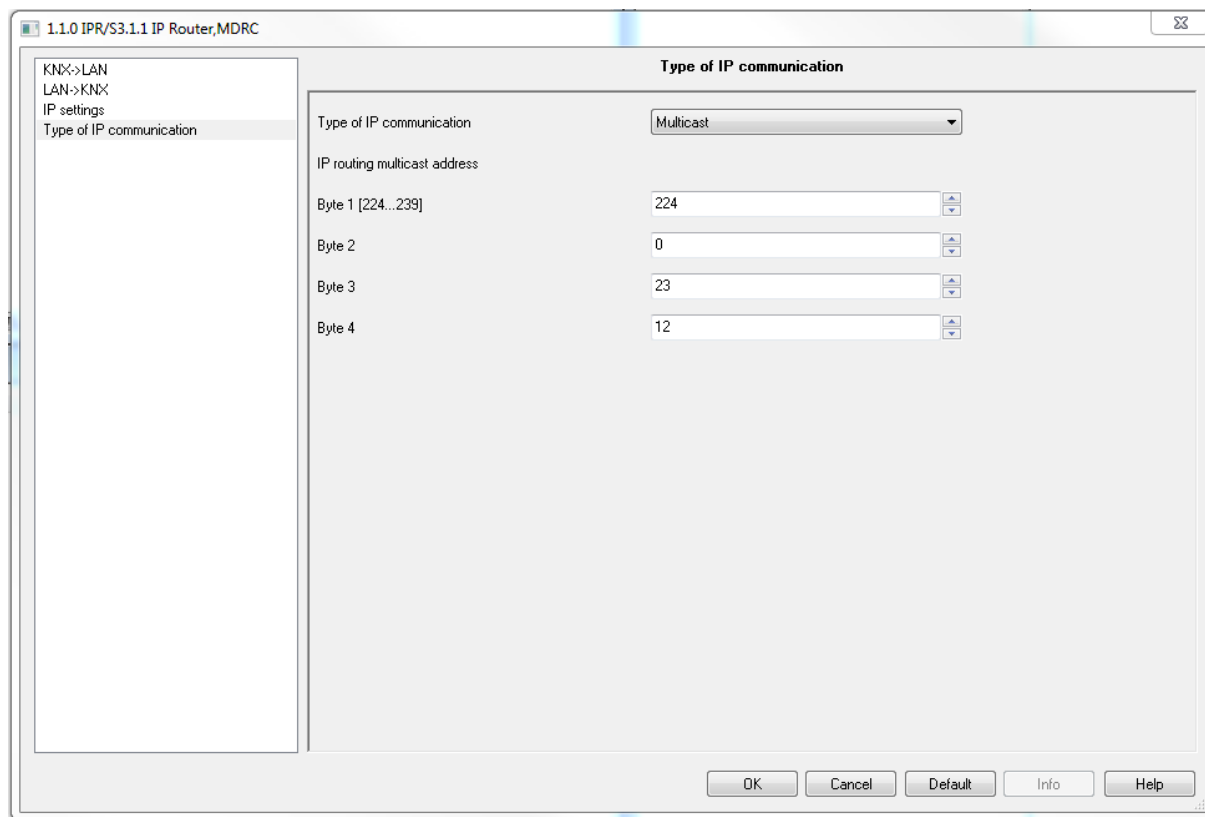 1.1.0 IPR/S3.1.1 IP Router,MDRC
KNX->LAN
LAN->KNX
IP settings
Type of IP communication
Type of IP communication
Type of IP communication Multicast
IP routing multicast address
Byte 1 [224...239] 224
Byte 2 0
Byte 3 23
Byte 4 12
OK Cancel Default Info Help